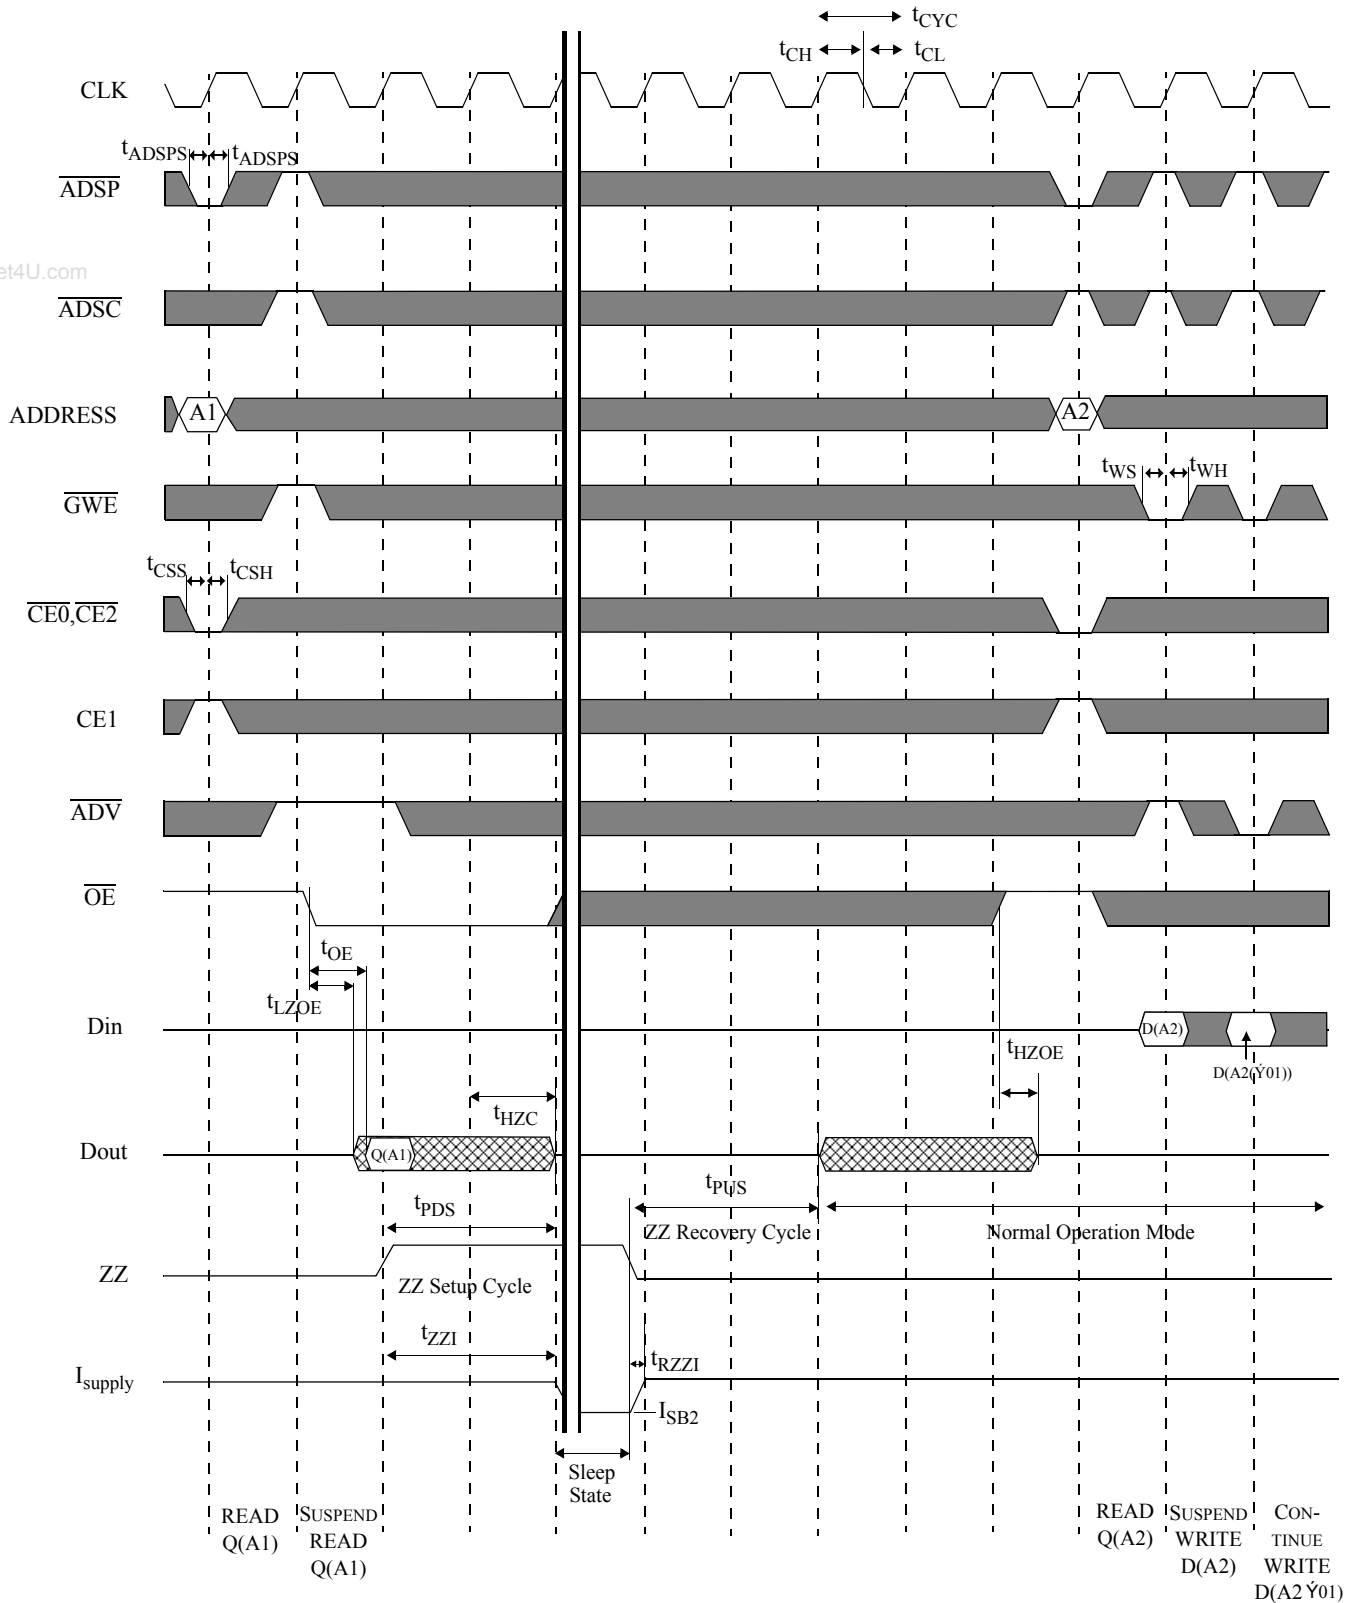 tCYC
tCH
tCL
CLK
tADSPS
tADSPS
ADSP
et4U.com
ADSC
ADDRESS
A1
A2
tWS
tWH
GWE
tCSS
tCSH
CE0,CE2
CE1
ADV
OE
tOE
tLZOE
Din
D(A2)
tHZOE
D(A2(Ý01))
tHZC
Dout
Q(A1)
tPUS
tPDS
ZZ Recovery Cycle
Normal Operation Mode
ZZ
ZZ Setup Cycle
tZZI
tRZZI
Isupply
ISB2
Sleep
State
READ
Q(A1)
SUSPEND
READ
Q(A1)
READ
Q(A2)
SUSPEND
WRITE
D(A2)
CON-
TINUE
WRITE
D(A2Ý01)